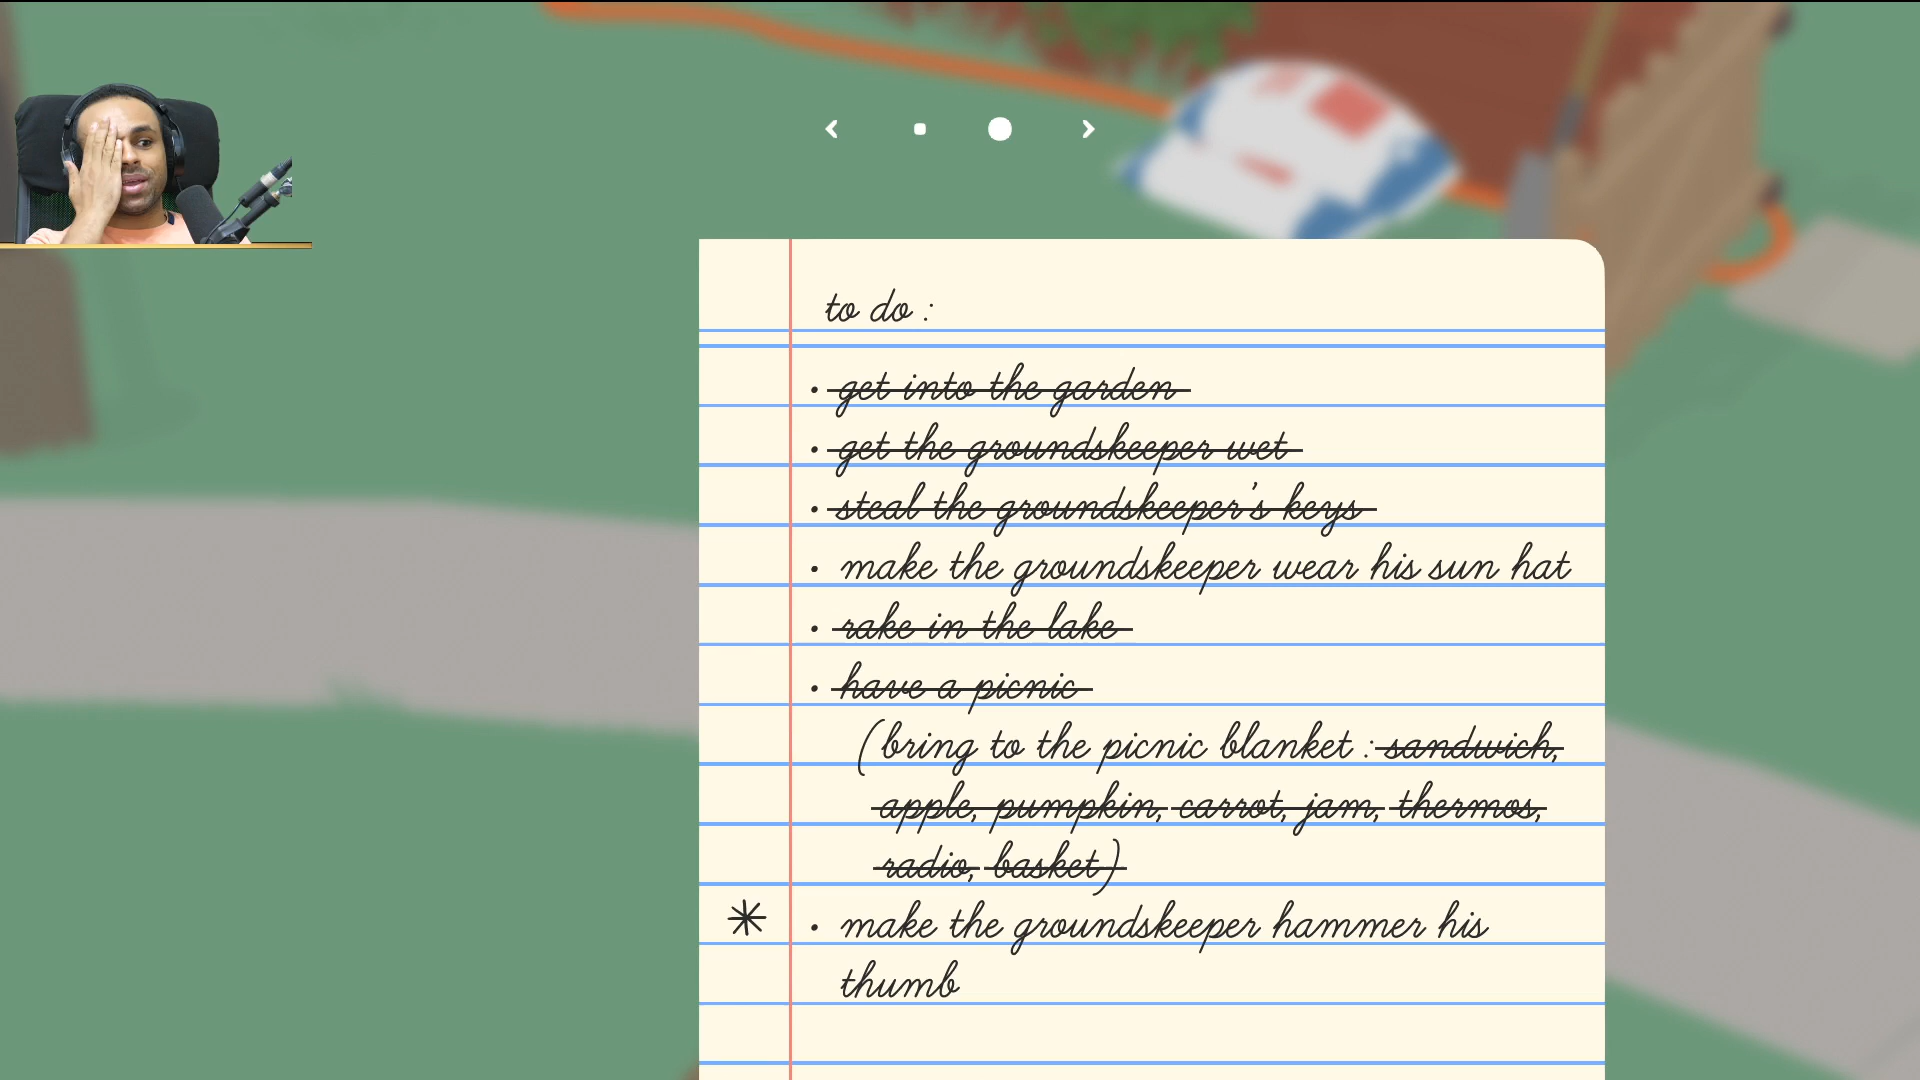 to do :
• get into the garden
• get the groundskeeper wet
• steal the groundskeeper's keys
• make the groundskeeper wear his sun hat
• rake in the lake
• have a picnic
(bring to the picnic blanket : sandwich,
apple, pumpkin, carrot, jam, thermos,
radio, basket)
• make the groundskeeper hammer his
thumb